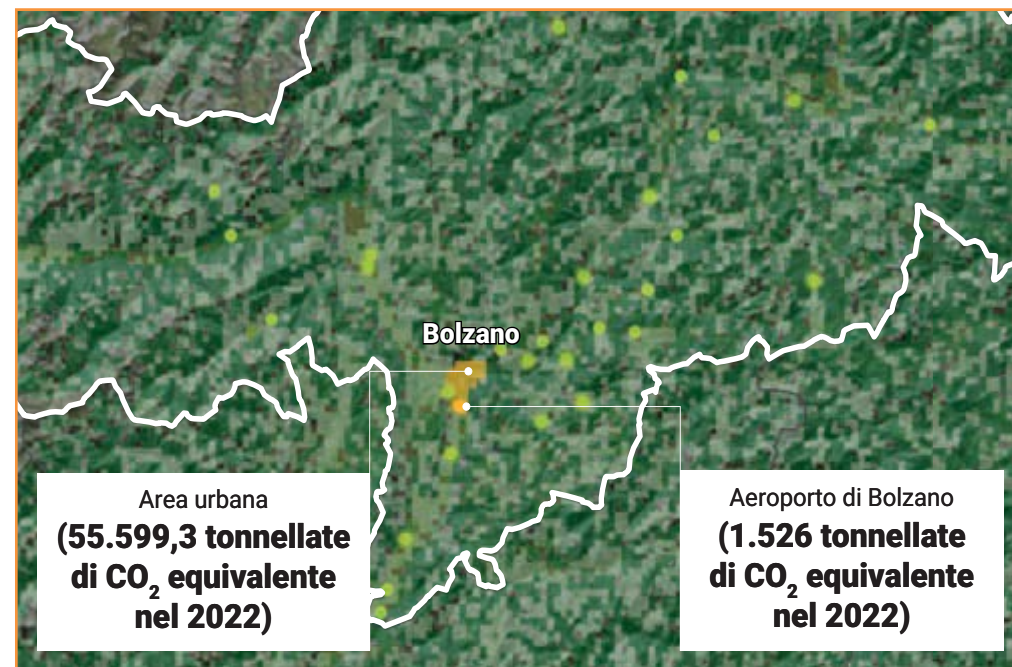 Bolzano
Area urbana
(55.599,3 tonnellate
di CO₂ equivalente
nel 2022)
Aeroporto di Bolzano
(1.526 tonnellate
di CO₂ equivalente
nel 2022)